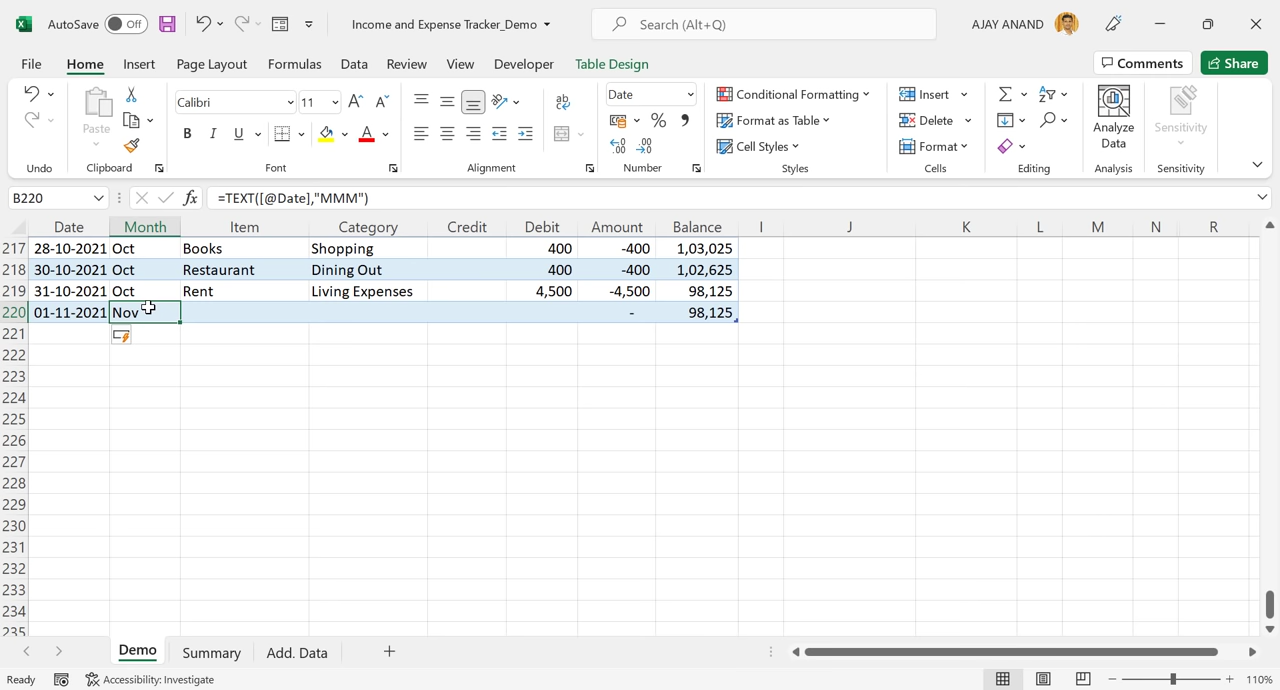 AutoSave Off Income and Expense Tracker_Demo Search (Alt+Q) AJAY ANAND
File Home Insert Page Layout Formulas Data Review View Developer Table Design Comments Share
Calibri 11 A A ab Date Conditional Formatting Insert
Paste B I U A % , Format as Table Delete Analyze Data Sensitivity
Cell Styles Format
Undo Clipboard Font Alignment Number Styles Cells Editing Analysis Sensitivity
B220 fx =TEXT([@Date],"MMM")
Date Month Item Category Credit Debit Amount Balance I J K L M N Q R
217 28-10-2021 Oct Books Shopping 400 -400 1,03,025
218 30-10-2021 Oct Restaurant Dining Out 400 -400 1,02,625
219 31-10-2021 Oct Rent Living Expenses 4,500 -4,500 98,125
220 01-11-2021 Nov - 98,125
221
222
223
224
225
226
227
228
229
230
231
232
233
234
235
Demo Summary Add. Data
Ready Accessibility: Investigate 110%